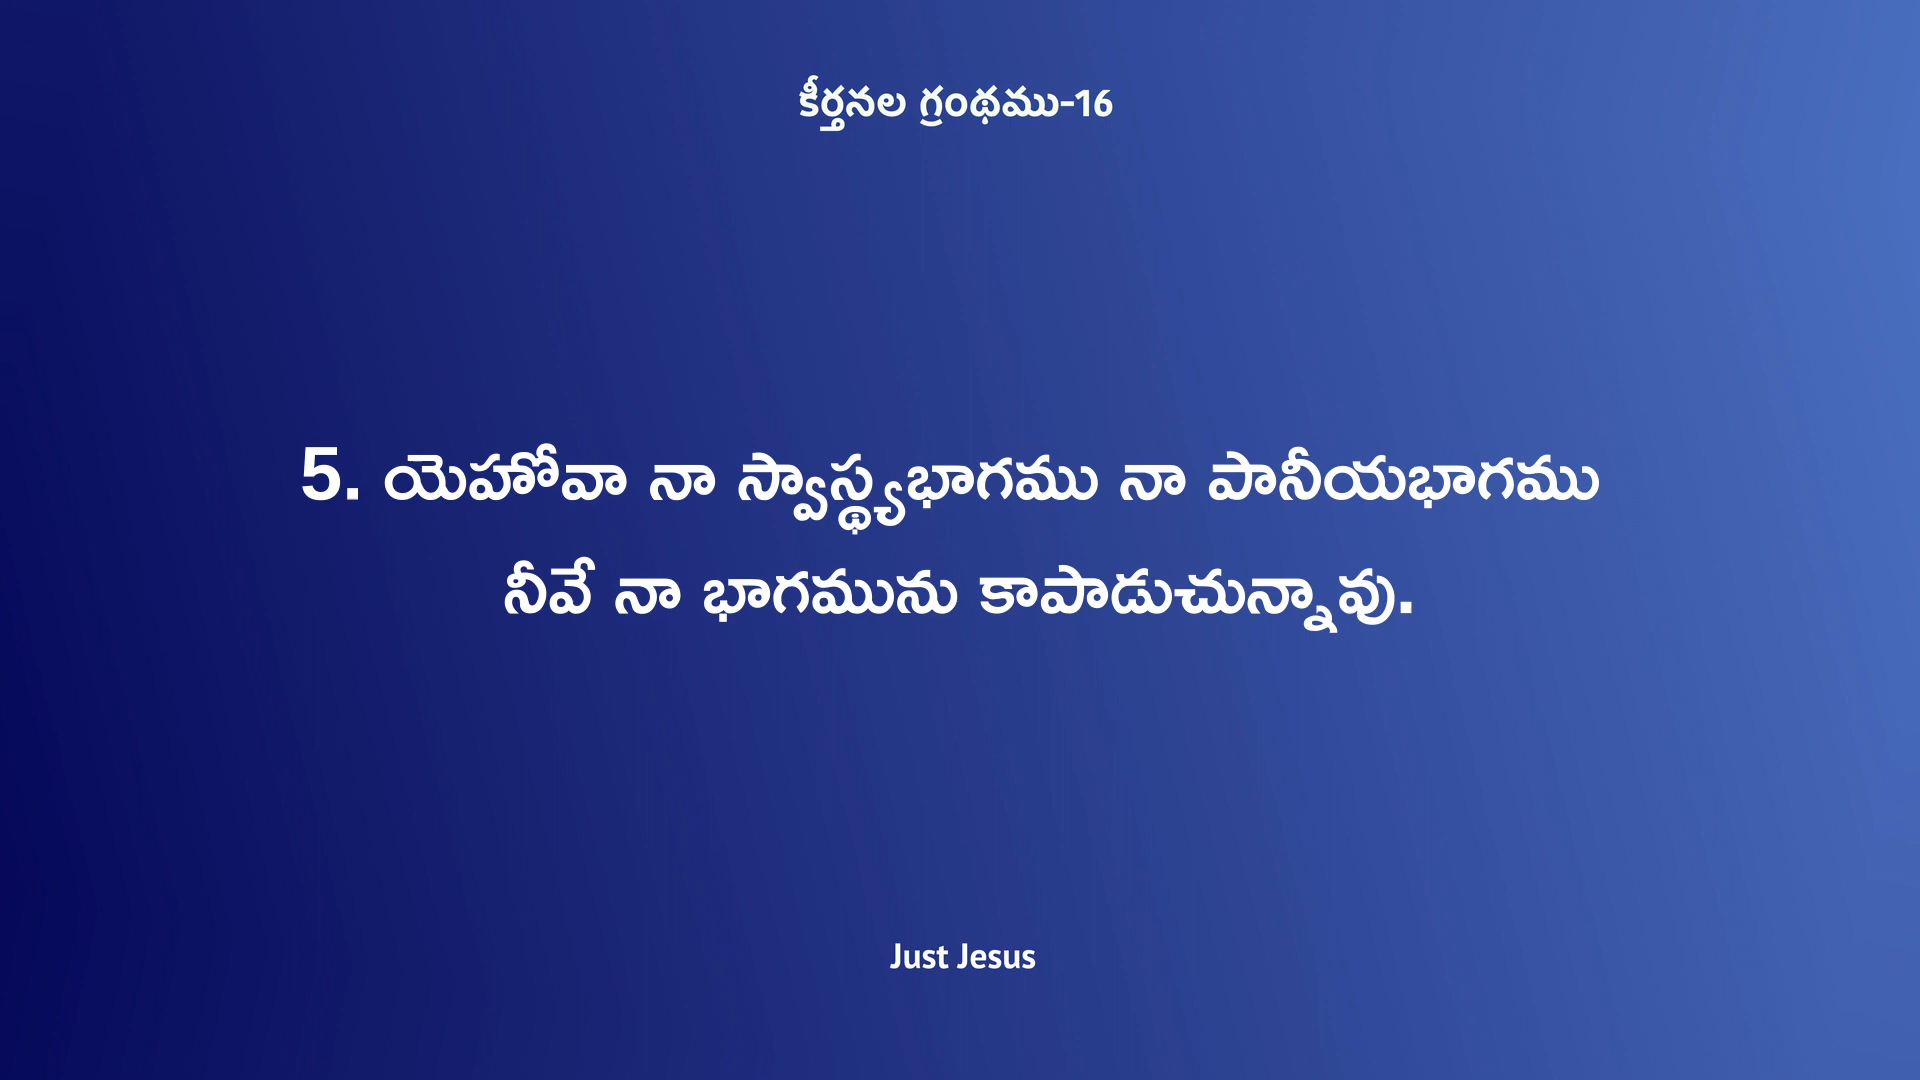 కీర్తనల గ్రంథము-16
5. యెహోవా నా స్వాస్థ్యభాగము నా పానీయభాగము
నీవే నా భాగమును కాపాడుచున్నావు.
Just Jesus